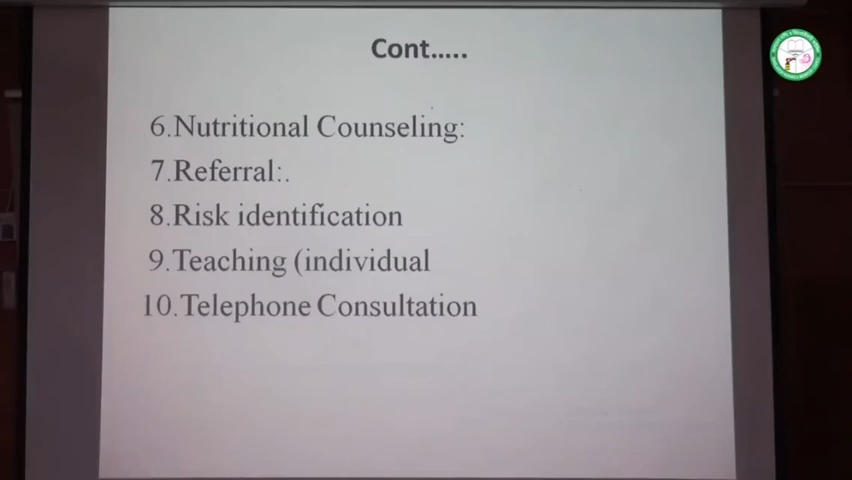 Cont.....
6.Nutritional Counseling:
7.Referral:.
8.Risk identification
9.Teaching (individual
10.Telephone Consultation